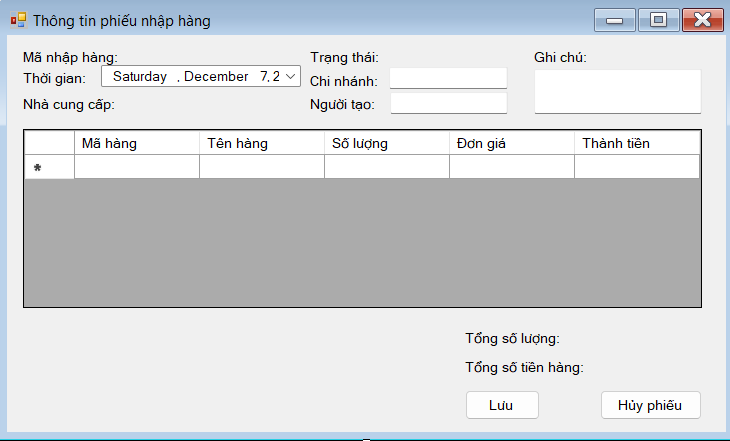 Thông tin phiếu nhập hàng
Mã nhập hàng:
Thời gian: Saturday , December 7, 2
Nhà cung cấp:
Trạng thái:
Chi nhánh:
Người tạo:
Ghi chú:
Mã hàng Tên hàng Số lượng Đơn giá Thành tiền
*
Tổng số lượng:
Tổng số tiền hàng:
Lưu Hủy phiếu